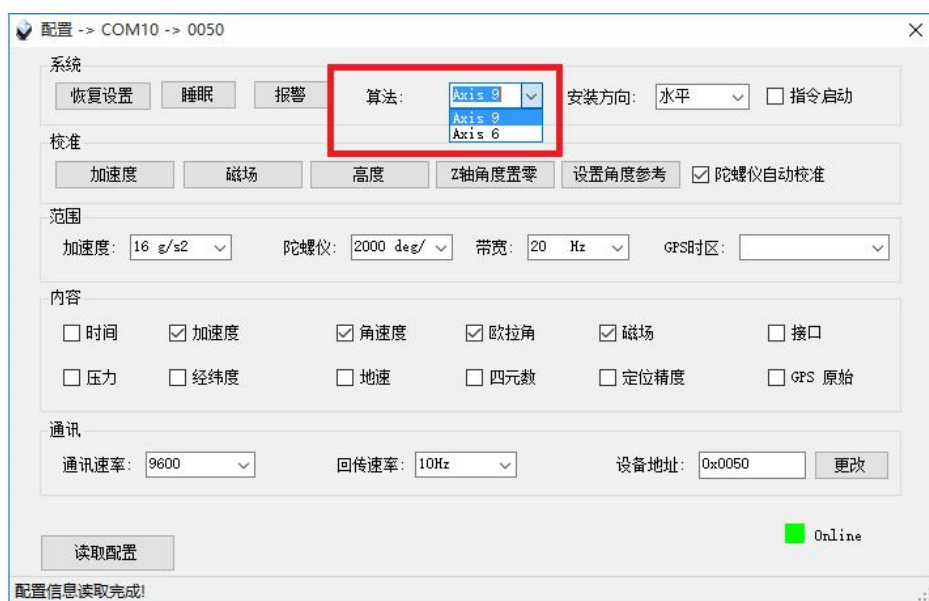 配置 -> COM10 -> 0050
系统
恢复设置 睡眠 报警 算法: Axis 9 安装方向: 水平 指令启动
Axis 9
Axis 6
校准
加速度 磁场 高度 Z轴角度置零 设置角度参考 陀螺仪自动校准
范围
加速度: 16 g/s2 陀螺仪: 2000 deg/ 带宽: 20 Hz GPS时区:
内容
时间 加速度 角速度 欧拉角 磁场 接口
压力 经纬度 地速 四元数 定位精度 GPS 原始
通讯
通讯速率: 9600 回传速率: 10Hz 设备地址: 0x0050 更改
Online
读取配置
配置信息读取完成!